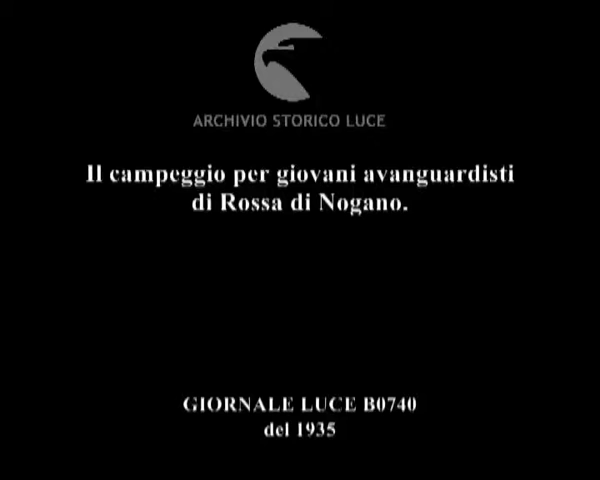 ARCHIVIO STORICO LUCE
Il campeggio per giovani avanguardisti
di Rossa di Nogano.
GIORNALE LUCE B0740
del 1935